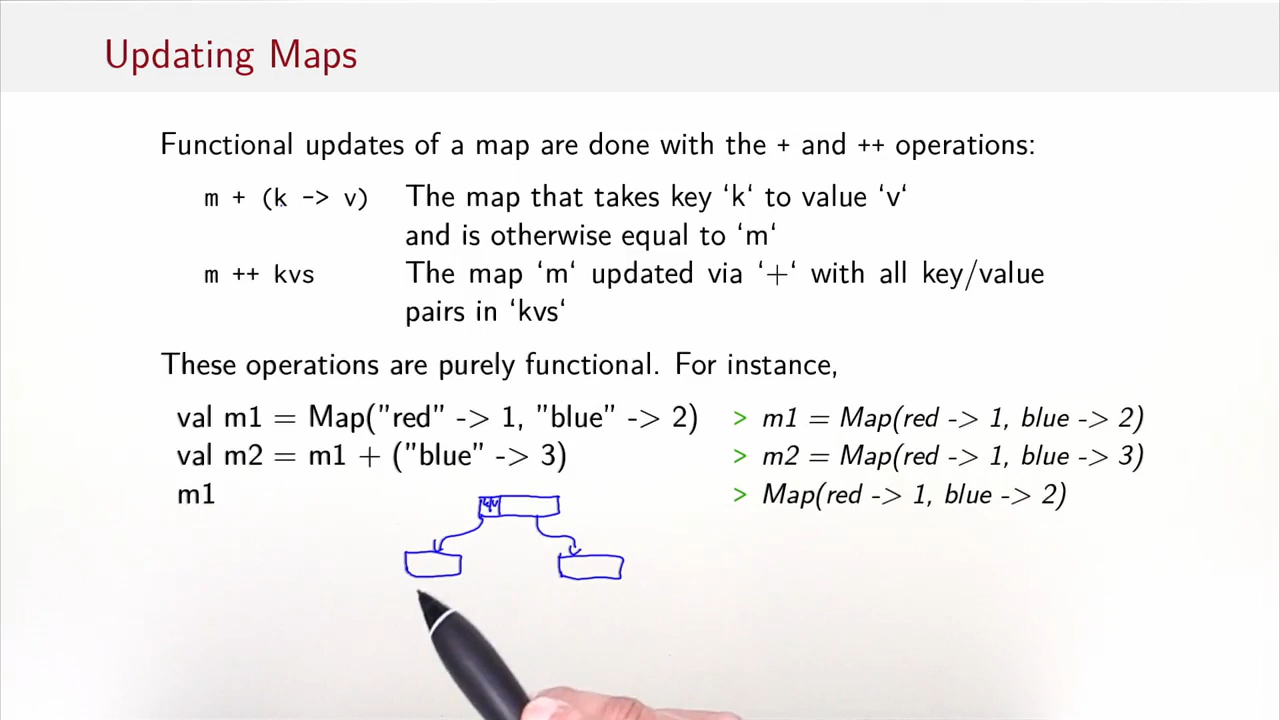 Updating Maps
Functional updates of a map are done with the + and ++ operations:
m + (k -> v) The map that takes key ‘k‘ to value ‘v‘
and is otherwise equal to ‘m‘
m ++ kvs The map ‘m‘ updated via ‘+‘ with all key/value
pairs in ‘kvs‘
These operations are purely functional. For instance,
val m1 = Map("red" -> 1, "blue" -> 2) > m1 = Map(red -> 1, blue -> 2)
val m2 = m1 + ("blue" -> 3) > m2 = Map(red -> 1, blue -> 3)
m1 > Map(red -> 1, blue -> 2)